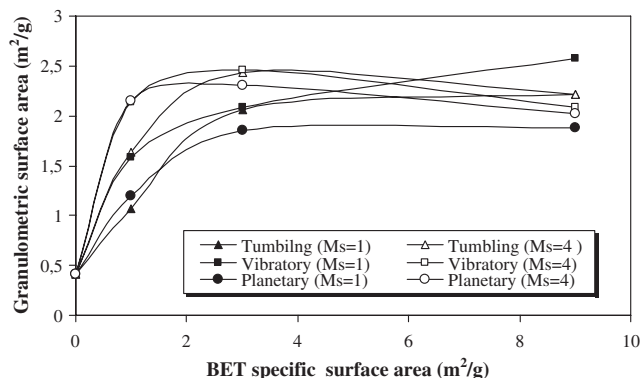 Granulometric surface area (m²/g)
3
2,5
2
1,5
1
0,5
0
Tumbilng (Ms=1)
Tumbling (Ms=4 )
Vibratory (Ms=1)
Vibratory (Ms=4)
Planetary (Ms=1)
Planetary (Ms=4)
0 2 4 6 8 10
BET specific surface area (m²/g)